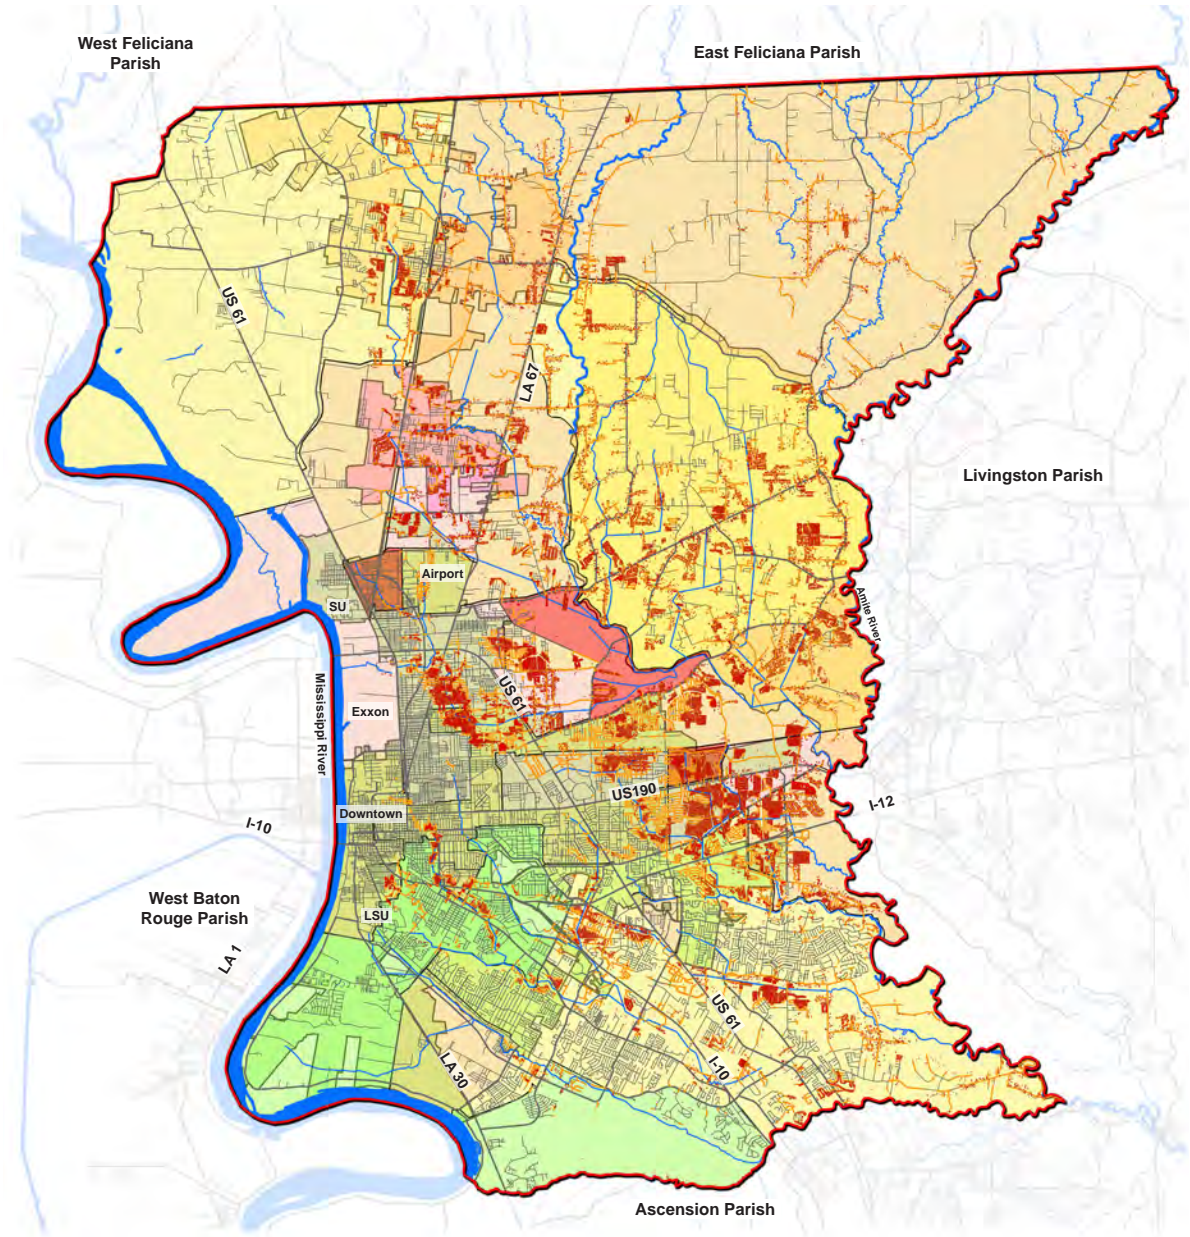 West Feliciana
Parish
East Feliciana Parish
US 61
LA 67
Livingston Parish
Airport
SU
Amite River
US 61
Mississippi River
Exxon
US190
I-12
Downtown
I-10
West Baton
Rouge Parish
LSU
LA 1
US 61
I-10
LA 30
Ascension Parish